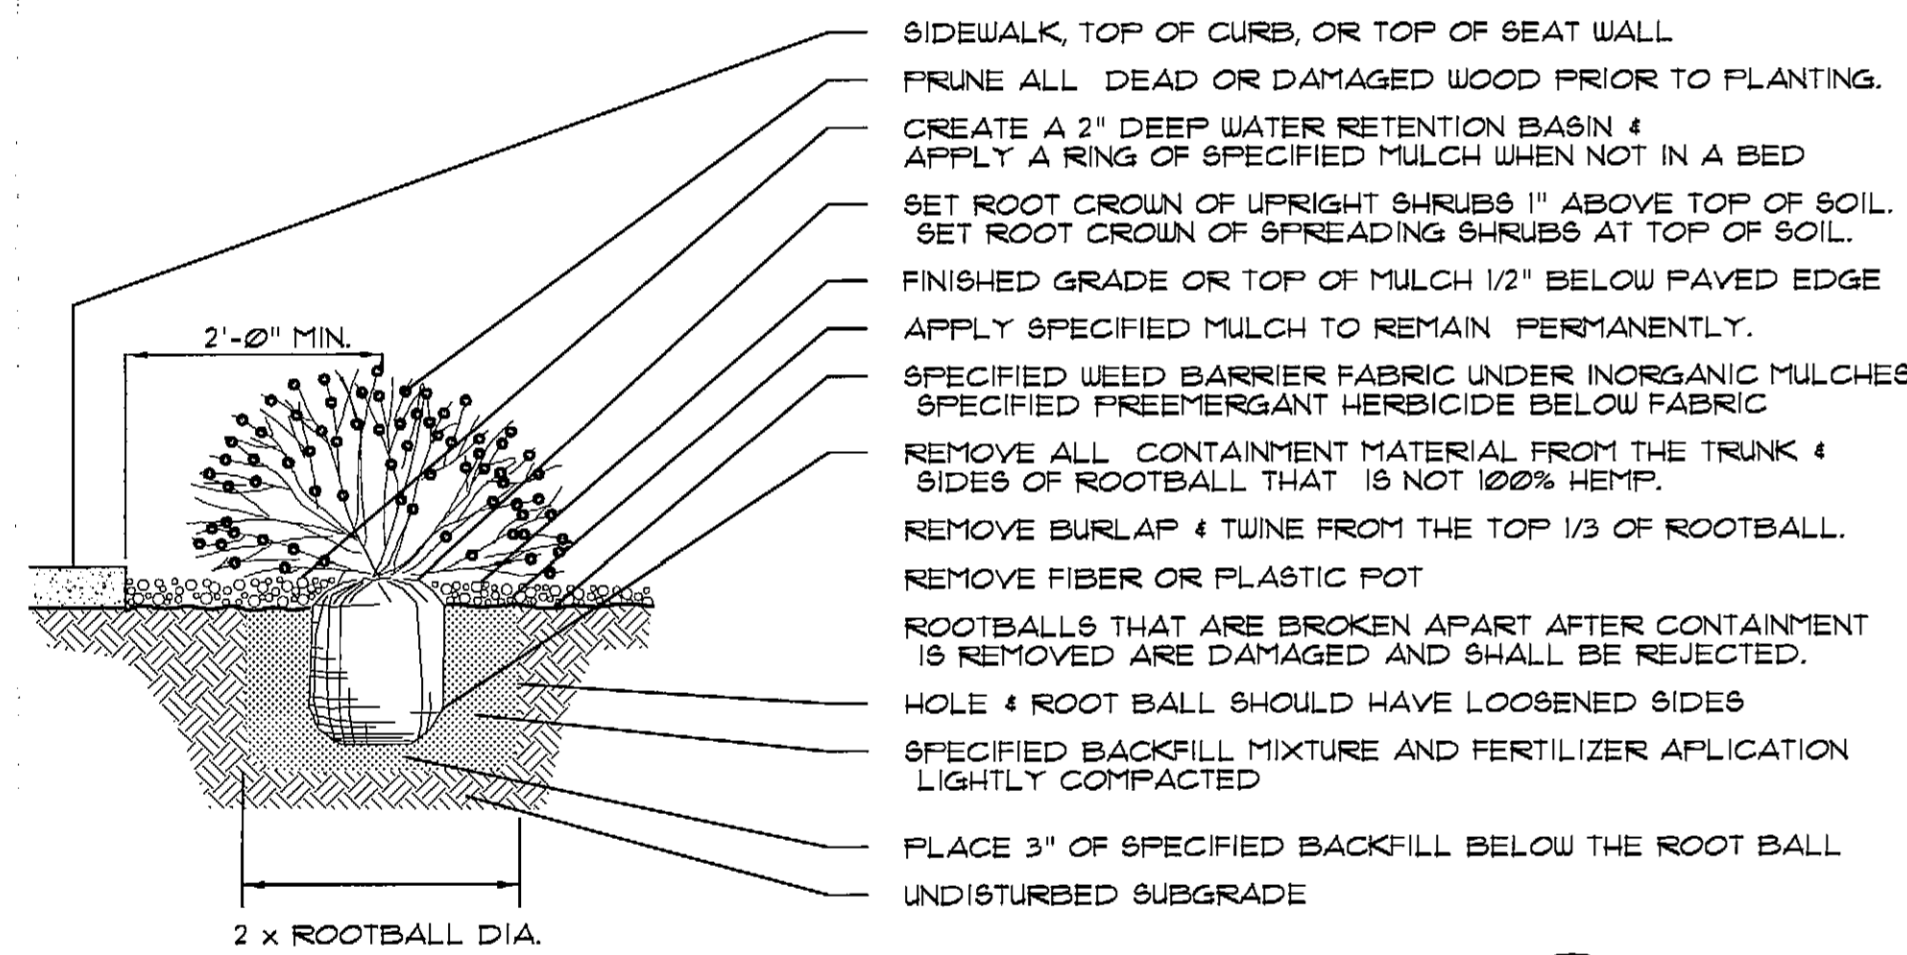 SIDEWALK, TOP OF CURB, OR TOP OF SEAT WALL
PRUNE ALL DEAD OR DAMAGED WOOD PRIOR TO PLANTING.
CREATE A 2" DEEP WATER RETENTION BASIN &
APPLY A RING OF SPECIFIED MULCH WHEN NOT IN A BED
SET ROOT CROWN OF UPRIGHT SHRUBS 1" ABOVE TOP OF SOIL.
SET ROOT CROWN OF SPREADING SHRUBS AT TOP OF SOIL.
FINISHED GRADE OR TOP OF MULCH 1/2" BELOW PAVED EDGE
APPLY SPECIFIED MULCH TO REMAIN PERMANENTLY.
SPECIFIED WEED BARRIER FABRIC UNDER INORGANIC MULCHES
SPECIFIED PREEMERGANT HERBICIDE BELOW FABRIC
REMOVE ALL CONTAINMENT MATERIAL FROM THE TRUNK &
SIDES OF ROOTBALL THAT IS NOT 100% HEMP.
REMOVE BURLAP & TWINE FROM THE TOP 1/3 OF ROOTBALL.
REMOVE FIBER OR PLASTIC POT
ROOTBALLS THAT ARE BROKEN APART AFTER CONTAINMENT
IS REMOVED ARE DAMAGED AND SHALL BE REJECTED.
HOLE & ROOT BALL SHOULD HAVE LOOSENED SIDES
SPECIFIED BACKFILL MIXTURE AND FERTILIZER APLICATION
LIGHTLY COMPACTED
PLACE 3" OF SPECIFIED BACKFILL BELOW THE ROOT BALL
UNDISTURBED SUBGRADE
2'-0" MIN.
2 x ROOTBALL DIA.